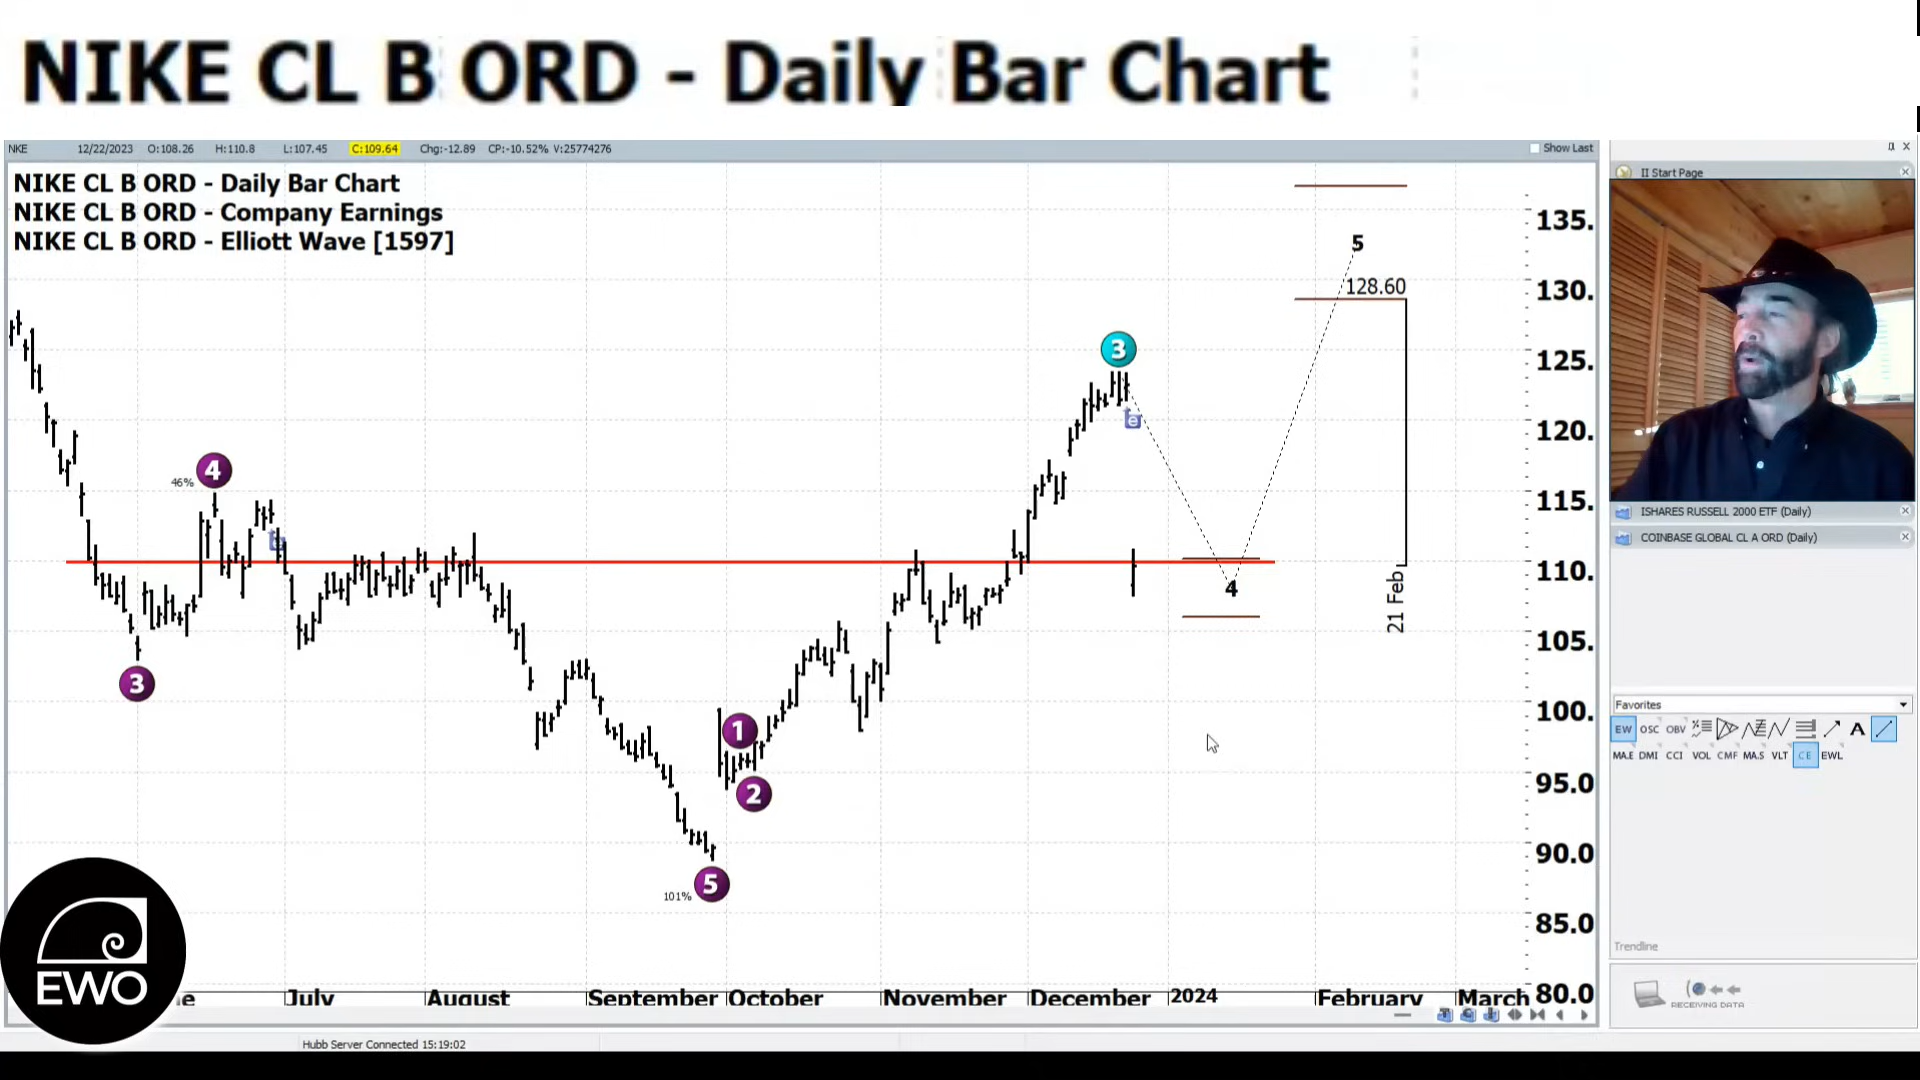 NIKE CL B ORD - Daily Bar Chart
NKE 12/22/2023 O:108.26 H:110.8 L:107.45 C:109.64 Chg:-12.89 CP:-10.52% V:25774276 Show Last
NIKE CL B ORD - Daily Bar Chart
NIKE CL B ORD - Company Earnings
NIKE CL B ORD - Elliott Wave [1597]
II Start Page
135.
5
128.60
130.
3
125.
e
120.
4
46%
115.
ISHARES RUSSELL 2000 ETF (Daily)
COINBASE GLOBAL CL A ORD (Daily)
110.
4
21 Feb
105.
3
100.
Favorites
1
EW OSC OBV A
MA.E DMI CCI VOL CMF MA.S VLT CE EWL
95.0
2
90.0
5
101%
85.0
Trendline
80.0
July August September October November December 2024 February March
RECEIVING DATA
EWO
Hubb Server Connected 15:19:02